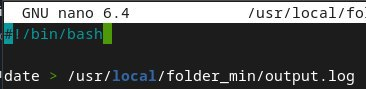 GNU nano 6.4 /usr/local/fol
#!/bin/bash
date > /usr/local/folder_min/output.log